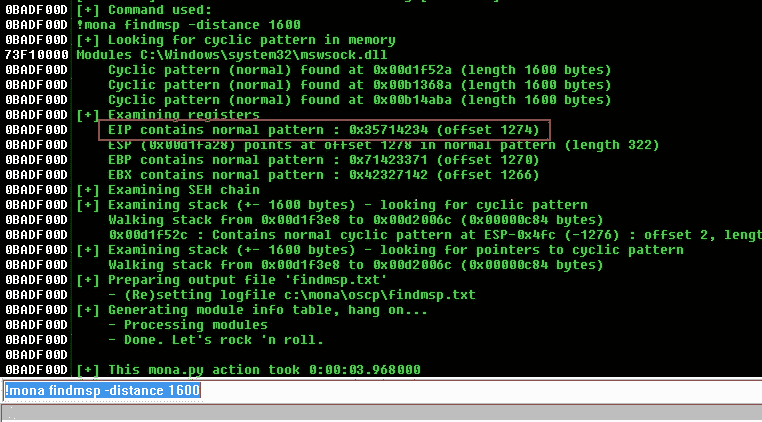 0BADF00D [+] Command used:
0BADF00D !mona findmsp -distance 1600
0BADF00D [+] Looking for cyclic pattern in memory
73F10000 Modules C:\Windows\system32\mswsock.dll
0BADF00D Cyclic pattern (normal) found at 0x00d1f52a (length 1600 bytes)
0BADF00D Cyclic pattern (normal) found at 0x00b1368a (length 1600 bytes)
0BADF00D Cyclic pattern (normal) found at 0x00b14aba (length 1600 bytes)
0BADF00D [+] Examining registers
0BADF00D EIP contains normal pattern : 0x35714234 (offset 1274)
0BADF00D ESP (0x00d1fa28) points at offset 1278 in normal pattern (length 322)
0BADF00D EBP contains normal pattern : 0x71423371 (offset 1270)
0BADF00D EBX contains normal pattern : 0x42327142 (offset 1266)
0BADF00D [+] Examining SEH chain
0BADF00D [+] Examining stack (+- 1600 bytes) - looking for cyclic pattern
0BADF00D Walking stack from 0x00d1f3e8 to 0x00d2006c (0x00000c84 bytes)
0BADF00D 0x00d1f52c : Contains normal cyclic pattern at ESP-0x4fc (-1276) : offset 2, leng
0BADF00D [+] Examining stack (+- 1600 bytes) - looking for pointers to cyclic pattern
0BADF00D Walking stack from 0x00d1f3e8 to 0x00d2006c (0x00000c84 bytes)
0BADF00D [+] Preparing output file 'findmsp.txt'
0BADF00D - (Re)setting logfile c:\mona\oscp\findmsp.txt
0BADF00D [+] Generating module info table, hang on...
0BADF00D - Processing modules
0BADF00D - Done. Let's rock 'n roll.
0BADF00D
0BADF00D [+] This mona.py action took 0:00:03.968000
!mona findmsp -distance 1600